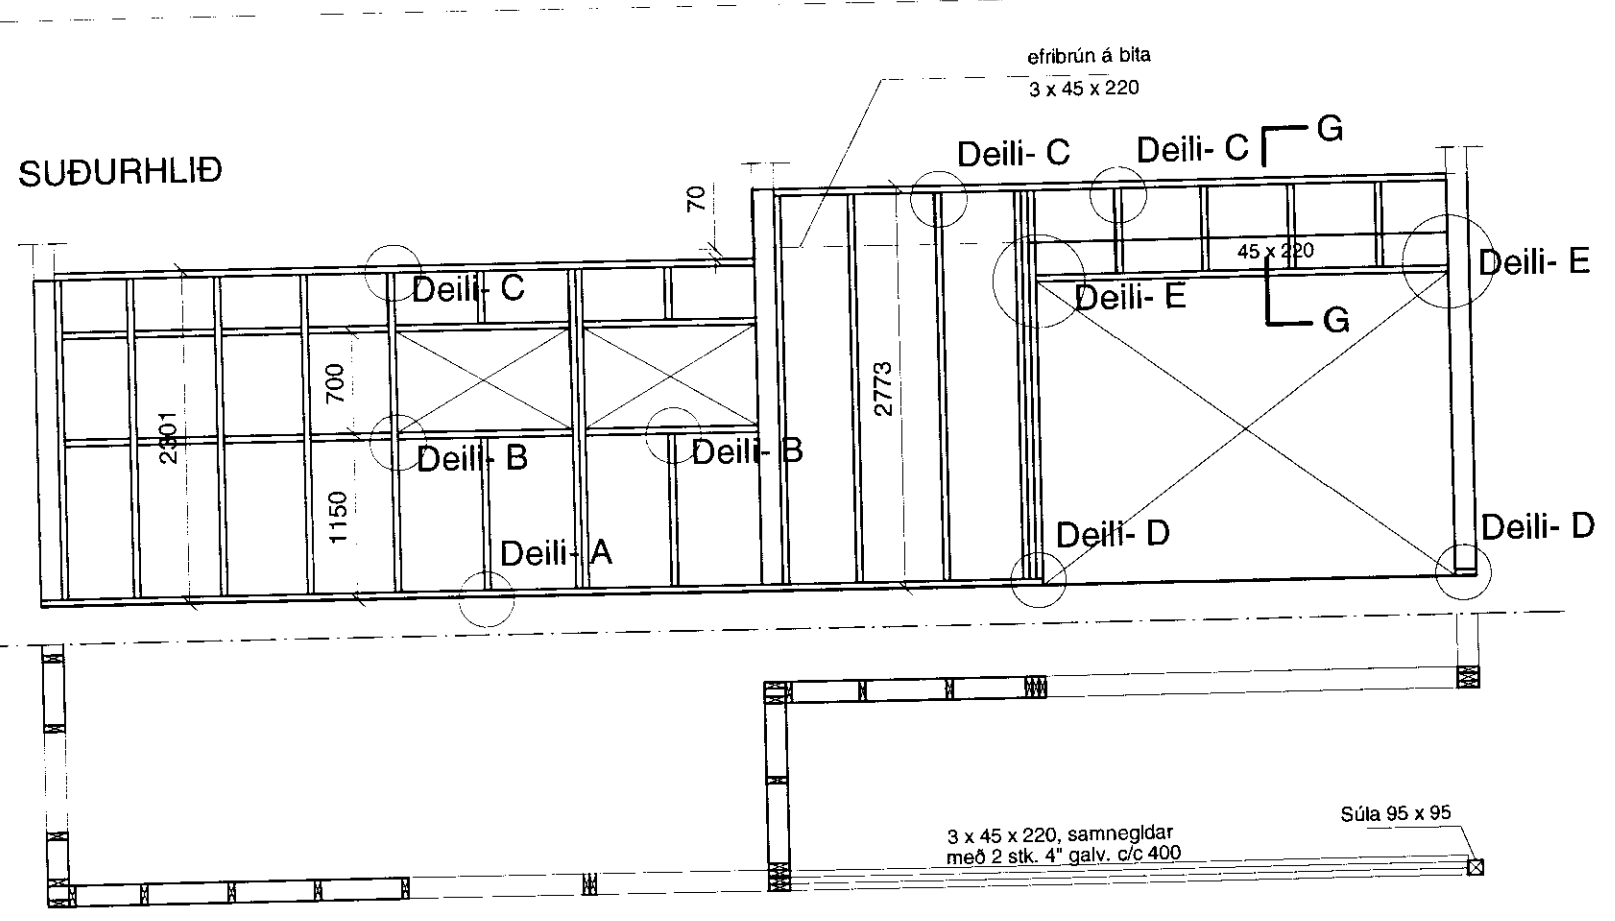 efribrún á bita
3 x 45 x 220
SUÐURHLIÐ
Deili- C
Deili- C
G
70
45 x 220
Deili- E
Deili- C
Deili- E
G
700
2773
2301
Deili- B
Deili- B
1150
Deili- A
Deili- D
Deili- D
3 x 45 x 220, samnegldar
með 2 stk. 4" galv. c/c 400
Súla 95 x 95